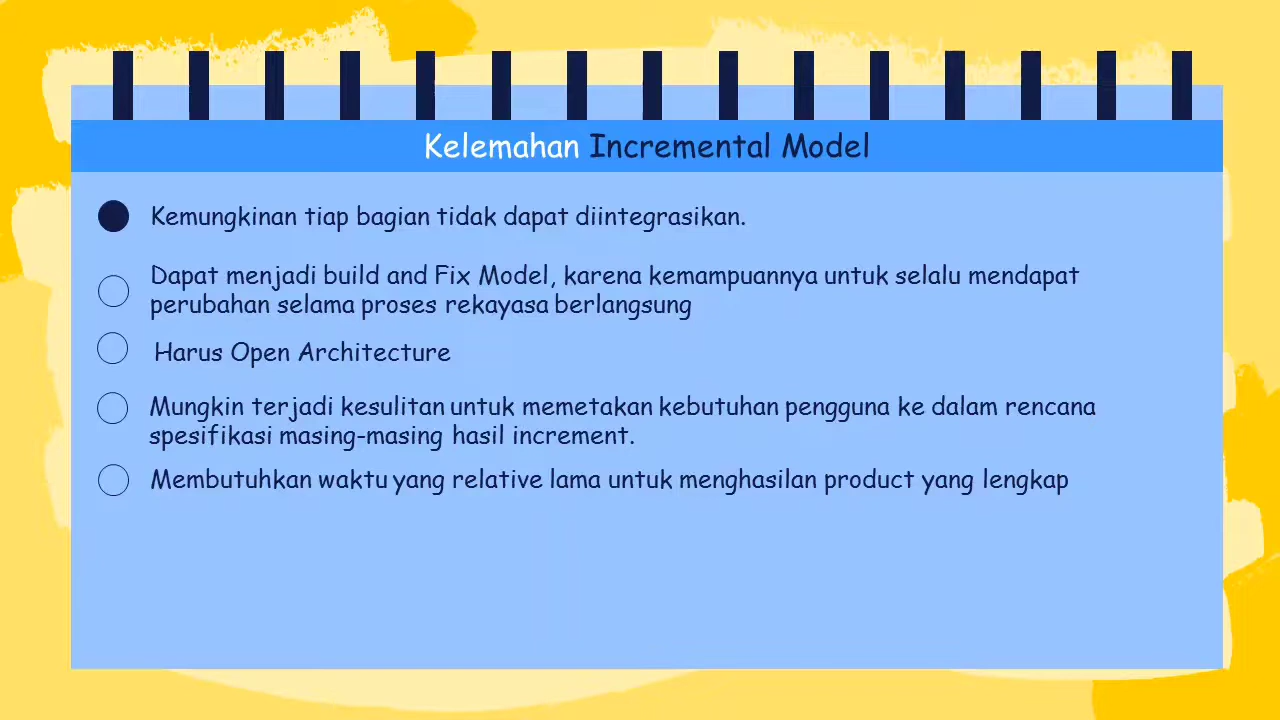 Kelemahan Incremental Model
Kemungkinan tiap bagian tidak dapat diintegrasikan.
Dapat menjadi build and Fix Model, karena kemampuannya untuk selalu mendapat
perubahan selama proses rekayasa berlangsung
Harus Open Architecture
Mungkin terjadi kesulitan untuk memetakan kebutuhan pengguna ke dalam rencana
spesifikasi masing-masing hasil increment.
Membutuhkan waktu yang relative lama untuk menghasilan product yang lengkap